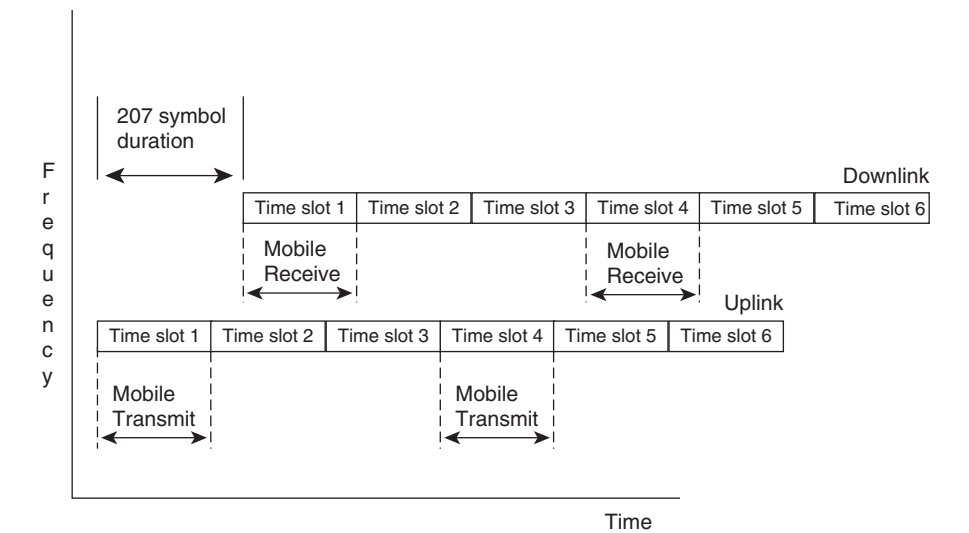 207 symbol
duration
Frequency
Downlink
Time slot 1 Time slot 2 Time slot 3 Time slot 4 Time slot 5 Time slot 6
Mobile
Receive
Mobile
Receive
Uplink
Time slot 1 Time slot 2 Time slot 3 Time slot 4 Time slot 5 Time slot 6
Mobile
Transmit
Mobile
Transmit
Time